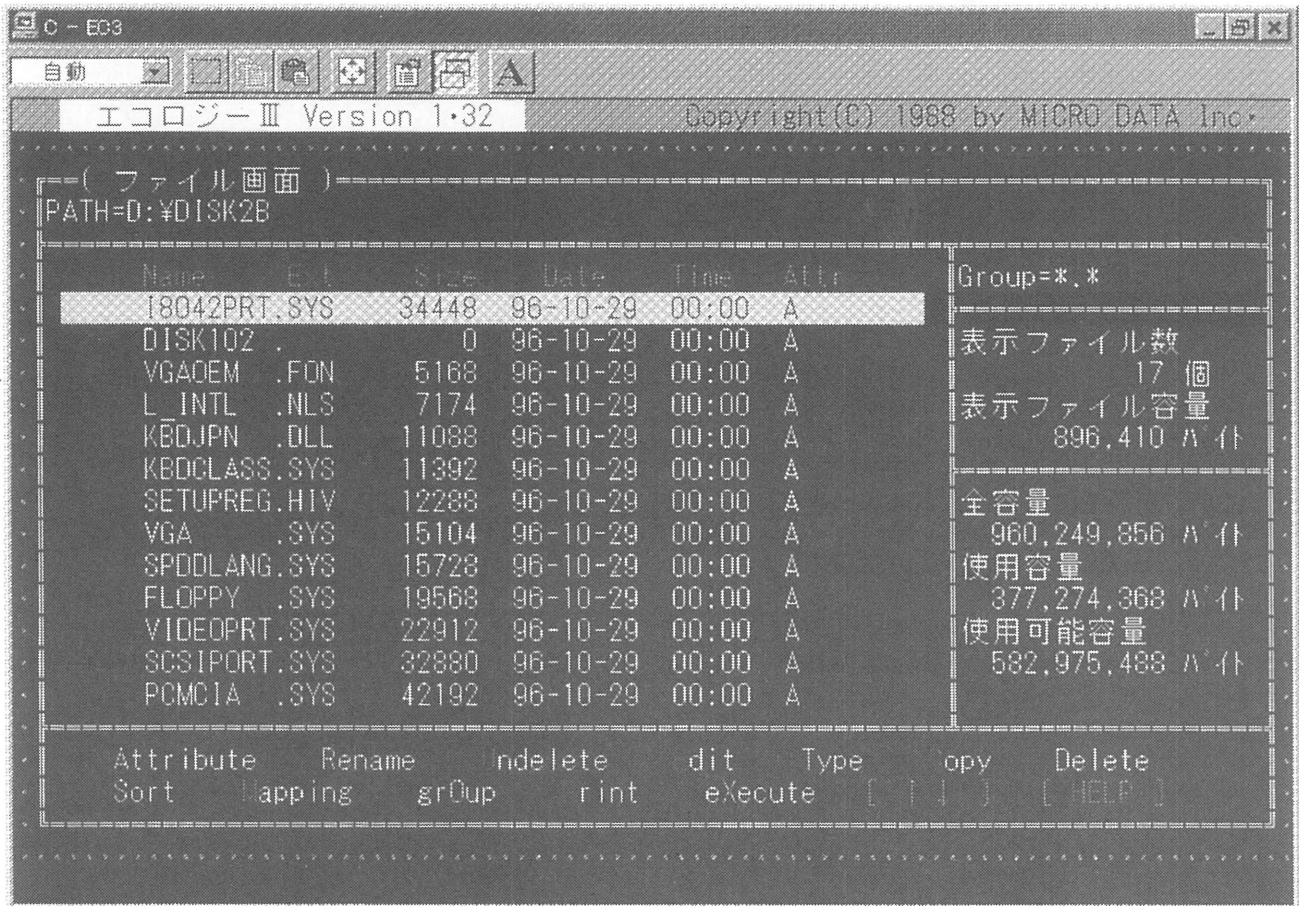 C - EC3
自動
A
エコロジーⅢ Version 1・32 Copyright(C) 1988 by MICRO DATA Inc・
( ファイル画面 )
PATH=D:¥DISK2B
Name Ext Size Date Time Attr
I8042PRT.SYS 34448 96-10-29 00:00 A
DISK102 . 0 96-10-29 00:00 A
VGAOEM .FON 5168 96-10-29 00:00 A
L_INTL .NLS 7174 96-10-29 00:00 A
KBDJPN .DLL 11088 96-10-29 00:00 A
KBDCLASS.SYS 11392 96-10-29 00:00 A
SETUPREG.HIV 12288 96-10-29 00:00 A
VGA .SYS 15104 96-10-29 00:00 A
SPDDLANG.SYS 15728 96-10-29 00:00 A
FLOPPY .SYS 19568 96-10-29 00:00 A
VIDEOPRT.SYS 22912 96-10-29 00:00 A
SCSIPORT.SYS 32880 96-10-29 00:00 A
PCMCIA .SYS 42192 96-10-29 00:00 A
Group=*.*
表示ファイル数
17 個
表示ファイル容量
896,410 バイト
全容量
960,249,856 バイト
使用容量
377,274,368 バイト
使用可能容量
582,975,488 バイト
Attribute Rename ndelete dit Type opy Delete
Sort Mapping grOup rint eXecute [ ↑↓ ] [ HELP ]